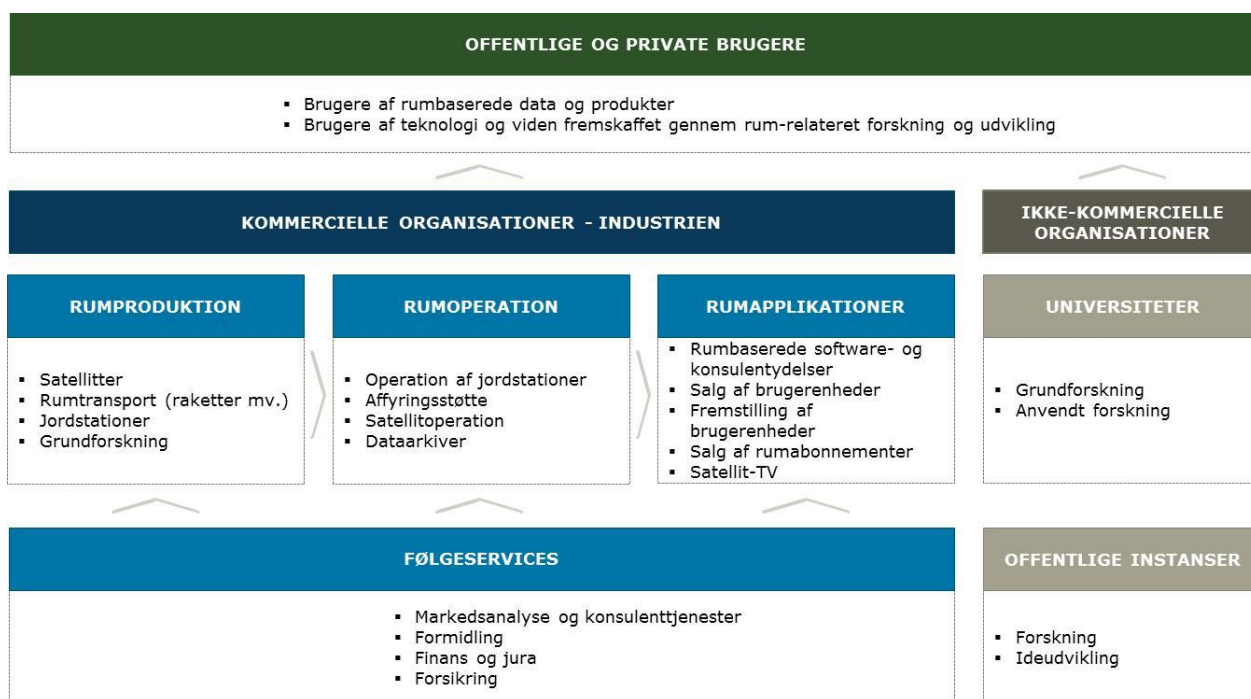 OFFENTLIGE OG PRIVATE BRUGERE
▪ Brugere af rumbaserede data og produkter
▪ Brugere af teknologi og viden fremskaffet gennem rum-relateret forskning og udvikling
KOMMERCIELLE ORGANISATIONER - INDUSTRIEN
IKKE-KOMMERCIELLE
ORGANISATIONER
RUMPRODUKTION
▪ Satellitter
▪ Rumtransport (raketter mv.)
▪ Jordstationer
▪ Grundforskning
RUMOPERATION
▪ Operation af jordstationer
▪ Affyringsstøtte
▪ Satellitoperation
▪ Dataarkiver
RUMAPPLIKATIONER
▪ Rumbaserede software- og
konsulentydelser
▪ Salg af brugerenheder
▪ Fremstilling af
brugerenheder
▪ Salg af rumabonnementer
▪ Satellit-TV
UNIVERSITETER
▪ Grundforskning
▪ Anvendt forskning
FØLGESERVICES
▪ Markedsanalyse og konsulenttjenester
▪ Formidling
▪ Finans og jura
▪ Forsikring
OFFENTLIGE INSTANSER
▪ Forskning
▪ Ideudvikling